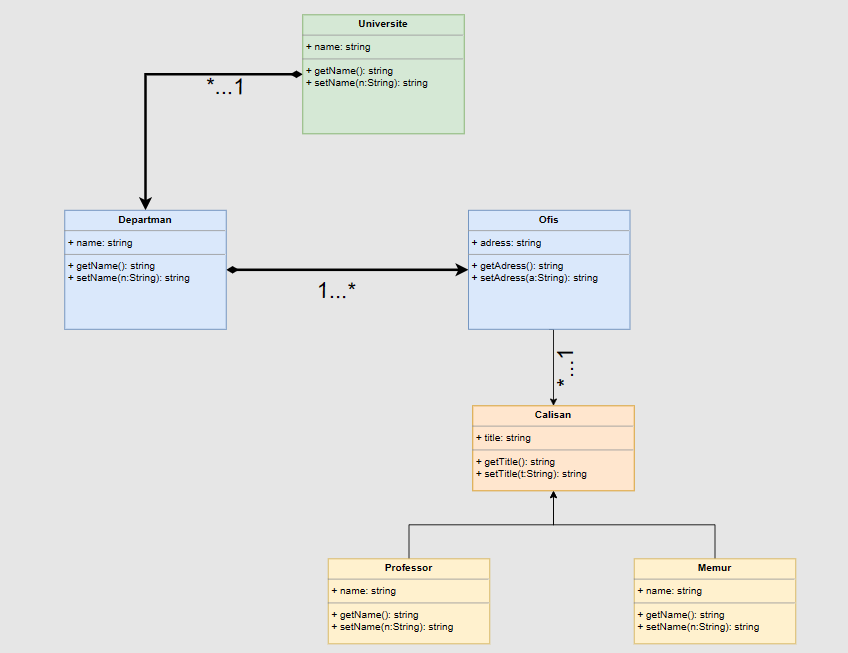 Universite
+ name: string
+ getName(): string
+ setName(n:String): string
*...1
Departman
+ name: string
+ getName(): string
+ setName(n:String): string
1...*
Ofis
+ adress: string
+ getAdress(): string
+ setAdress(a:String): string
*...1
Calisan
+ title: string
+ getTitle(): string
+ setTitle(t:String): string
Professor
+ name: string
+ getName(): string
+ setName(n:String): string
Memur
+ name: string
+ getName(): string
+ setName(n:String): string